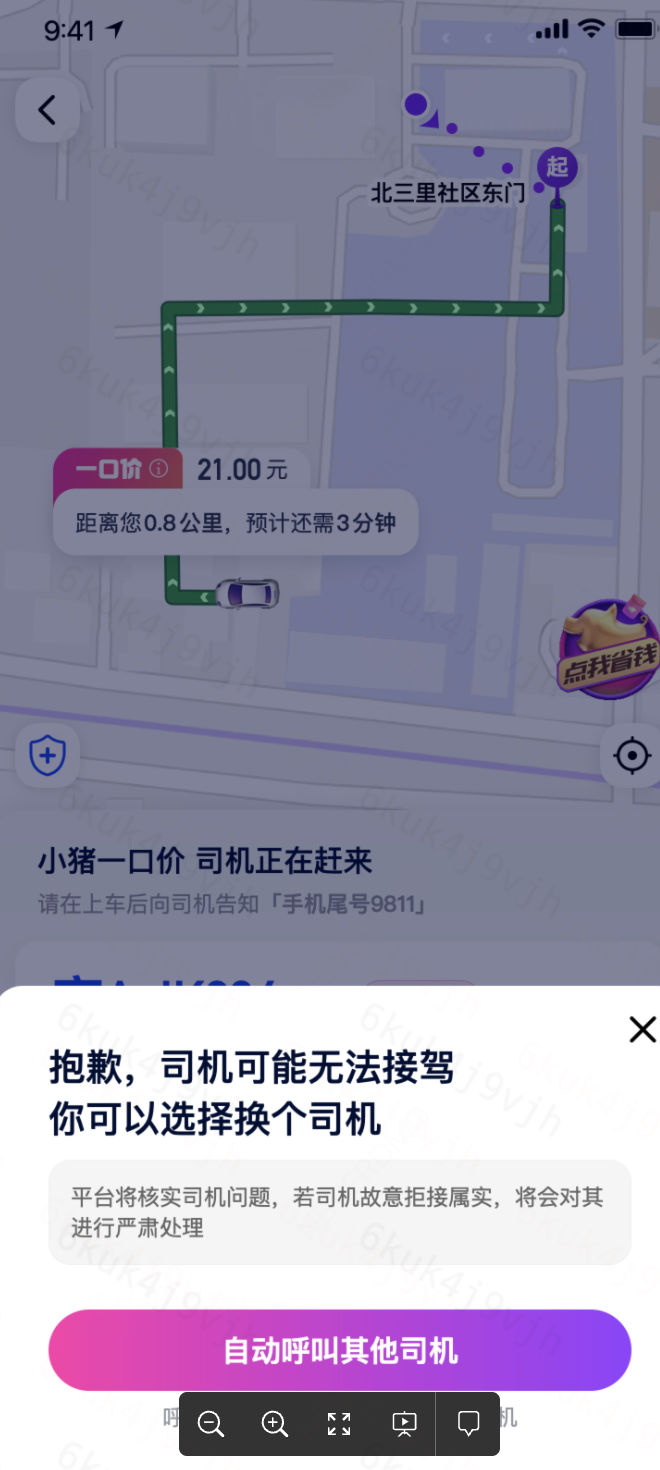 9:41
起
北三里社区东门
一口价 21.00元
距离您0.8公里，预计还需3分钟
点我省钱
小猪一口价 司机正在赶来
请在上车后向司机告知「手机尾号9811」
抱歉，司机可能无法接驾
你可以选择换个司机
平台将核实司机问题，若司机故意拒接属实，将会对其
进行严肃处理
自动呼叫其他司机
呼
机
6kuk4j9vjh